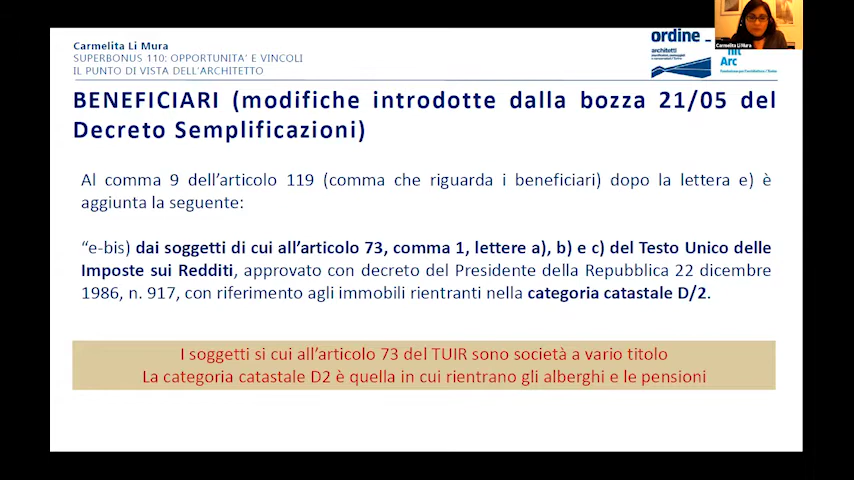 Carmelita Li Mura
SUPERBONUS 110: OPPORTUNITA' E VINCOLI
IL PUNTO DI VISTA DELL'ARCHITETTO
ordine
architetti
Arc
Carmelita Li Mura
BENEFICIARI (modifiche introdotte dalla bozza 21/05 del
Decreto Semplificazioni)
Al comma 9 dell'articolo 119 (comma che riguarda i beneficiari) dopo la lettera e) è
aggiunta la seguente:
"e-bis) dai soggetti di cui all'articolo 73, comma 1, lettere a), b) e c) del Testo Unico delle
Imposte sui Redditi, approvato con decreto del Presidente della Repubblica 22 dicembre
1986, n. 917, con riferimento agli immobili rientranti nella categoria catastale D/2.
I soggetti si cui all'articolo 73 del TUIR sono società a vario titolo
La categoria catastale D2 è quella in cui rientrano gli alberghi e le pensioni